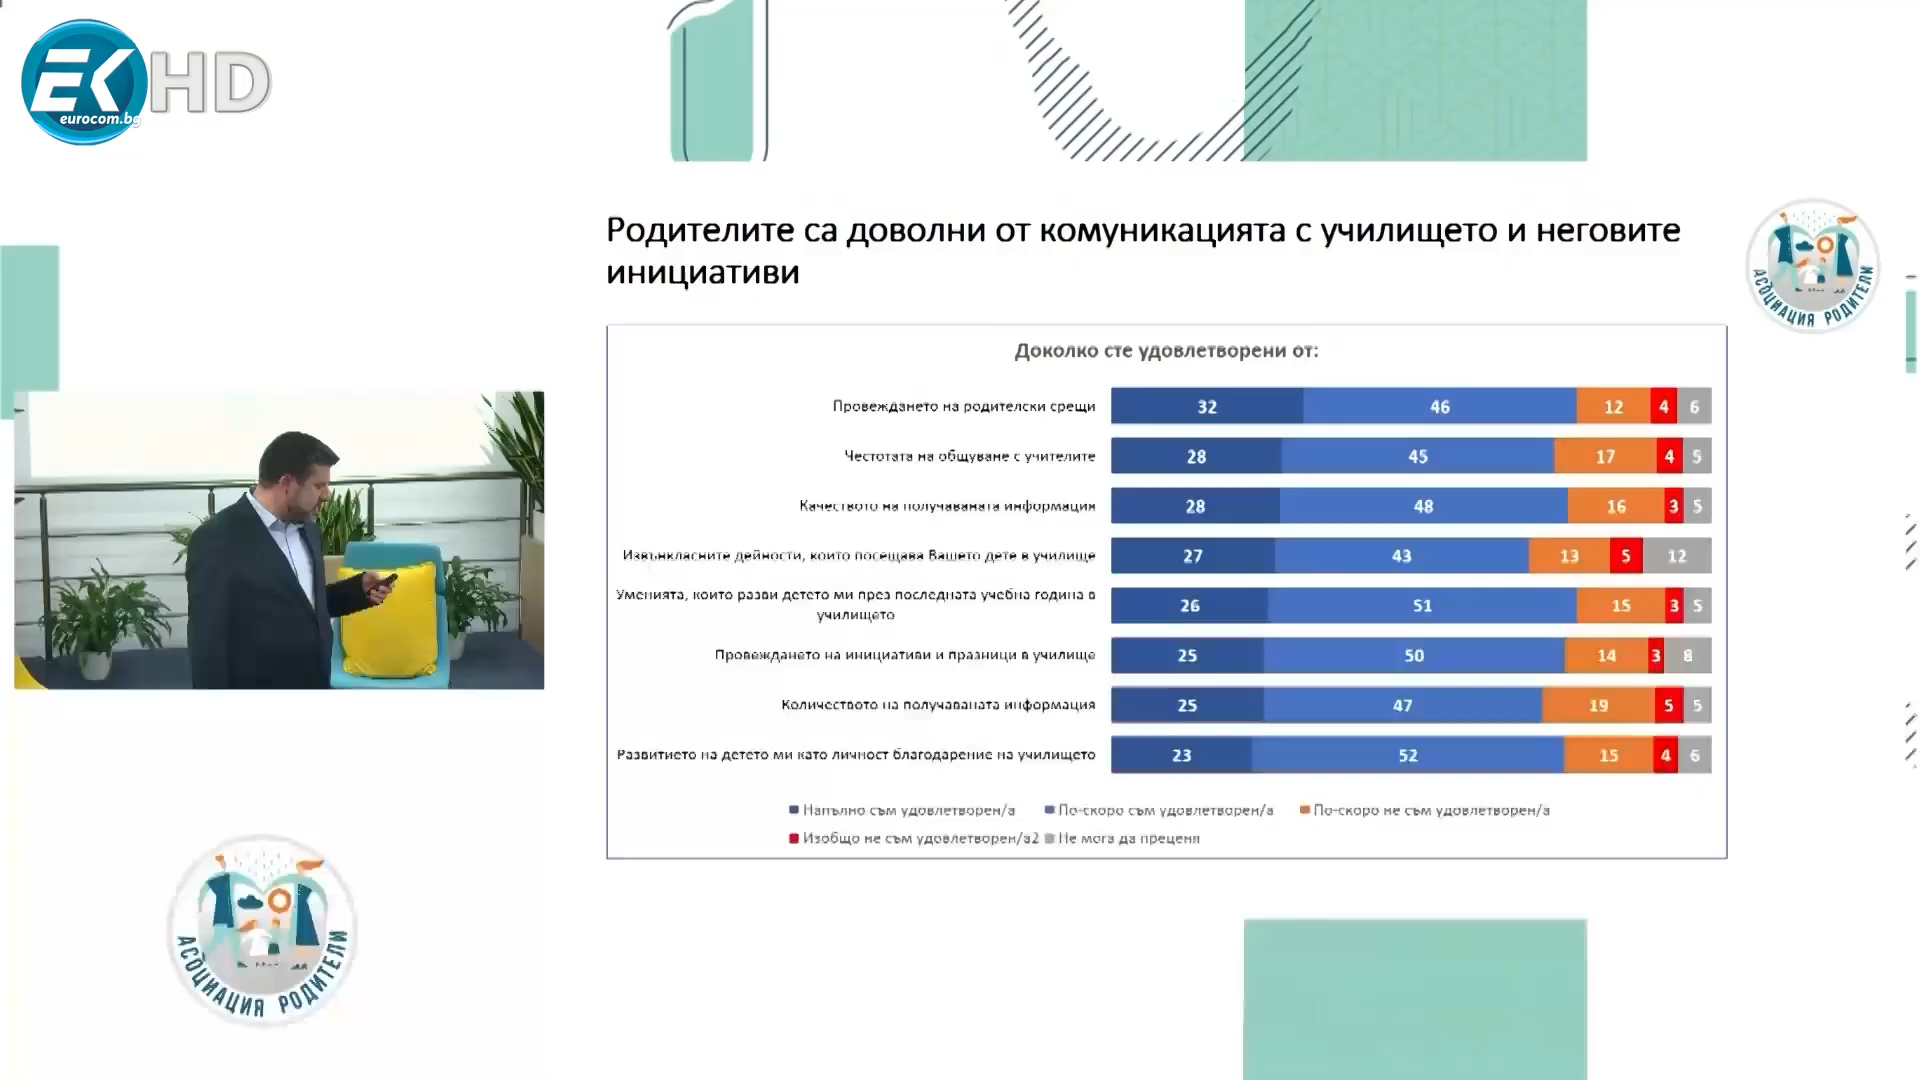 EK HD
eurocom.bg
Родителите са доволни от комуникацията с училището и неговите
инициативи
АСОЦИАЦИЯ РОДИТЕЛИ
Доколко сте удовлетворени от:
Провеждането на родителски срещи 32 46 12 4 6
Честотата на общуване с учителите 28 45 17 4 5
Качеството на получаваната информация 28 48 16 3 5
Извънкласните дейности, които посещава Вашето дете в училище 27 43 13 5 12
Уменията, които разви детето ми през последната учебна година в
училището 26 51 15 3 5
Провеждането на инициативи и празници в училище 25 50 14 3 8
Количеството на получаваната информация 25 47 19 5 5
Развитието на детето ми като личност благодарение на училището 23 52 15 4 6
Напълно съм удовлетворен/а По-скоро съм удовлетворен/а По-скоро не съм удовлетворен/а
Изобщо не съм удовлетворен/а2 Не мога да преценя
АСОЦИАЦИЯ РОДИТЕЛИ